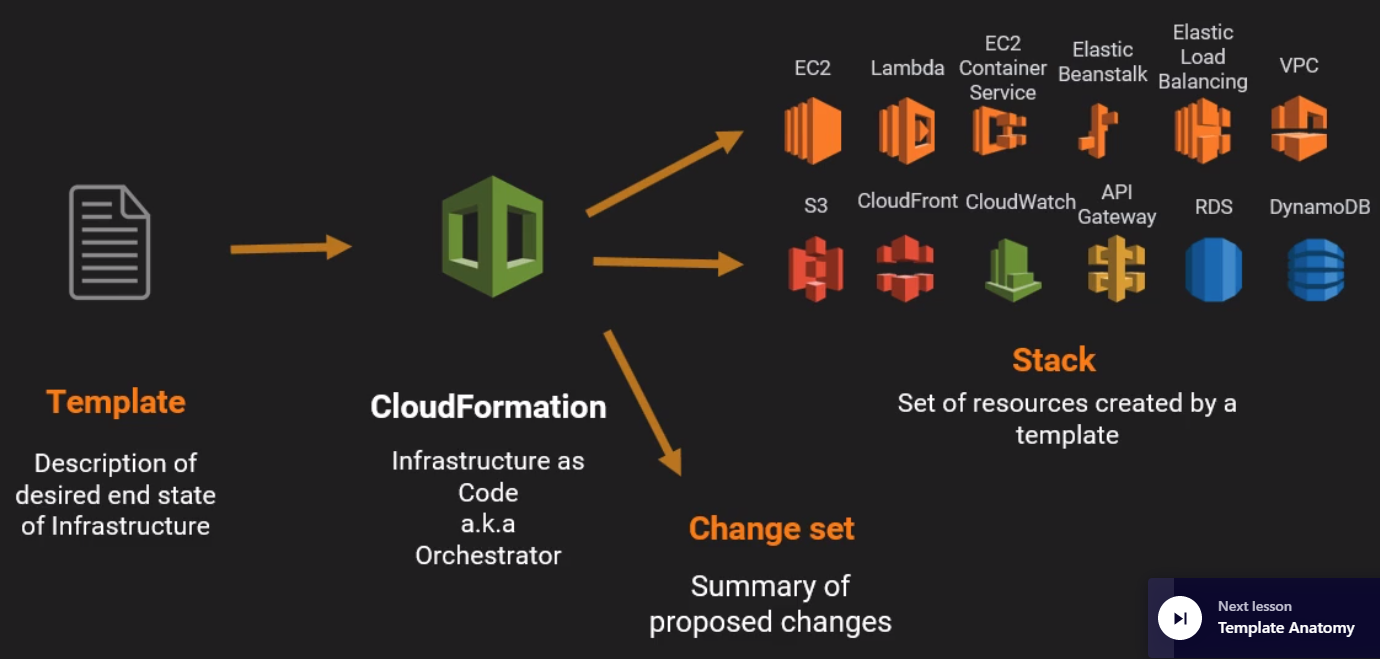 EC2
Lambda
EC2
Container
Service
Elastic
Beanstalk
Elastic
Load
Balancing
VPC
S3
CloudFront
CloudWatch
API
Gateway
RDS
DynamoDB
Stack
Set of resources created by a
template
Template
Description of
desired end state
of Infrastructure
CloudFormation
Infrastructure as
Code
a.k.a
Orchestrator
Change set
Summary of
proposed changes
Next lesson
Template Anatomy